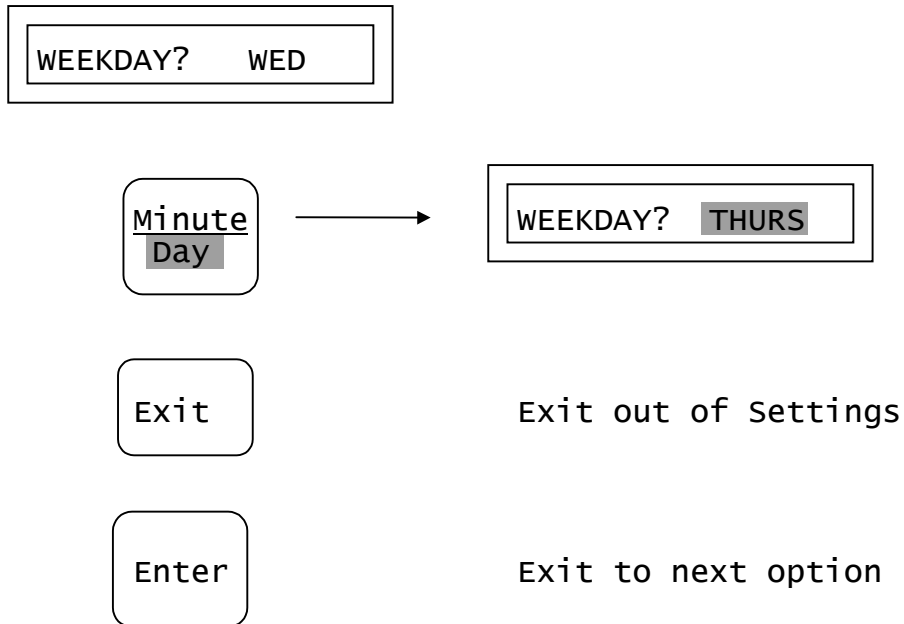 WEEKDAY? WED
Minute
Day
WEEKDAY? THURS
Exit
Exit out of Settings
Enter
Exit to next option